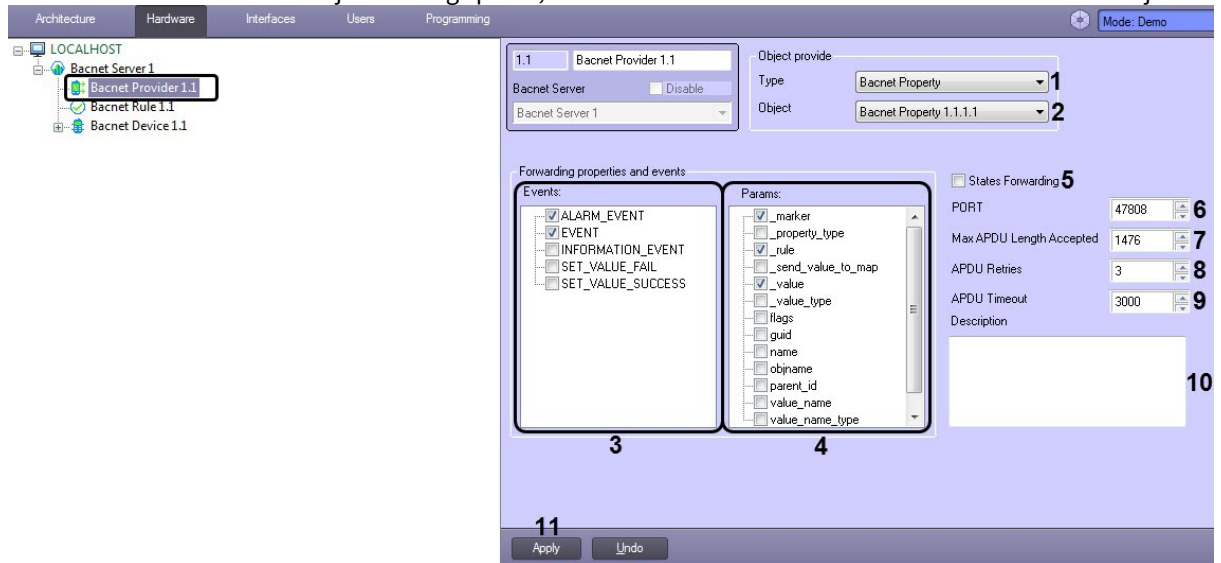 Architecture Hardware Interfaces Users Programming Mode: Demo
LOCALHOST
Bacnet Server 1
Bacnet Provider 1.1
Bacnet Rule 1.1
Bacnet Device 1.1
1.1 Bacnet Provider 1.1
Bacnet Server Disable
Bacnet Server 1
Object provide
Type Bacnet Property 1
Object Bacnet Property 1.1.1.1 2
Forwarding properties and events
Events:
ALARM_EVENT
EVENT
INFORMATION_EVENT
SET_VALUE_FAIL
SET_VALUE_SUCCESS
3
Params:
_marker
_property_type
_rule
_send_value_to_map
_value
_value_type
flags
guid
name
objname
parent_id
value_name
value_name_type
4
States Forwarding 5
PORT 47808 6
Max APDU Length Accepted 1476 7
APDU Retries 3 8
APDU Timeout 3000 9
Description
10
11
Apply Undo